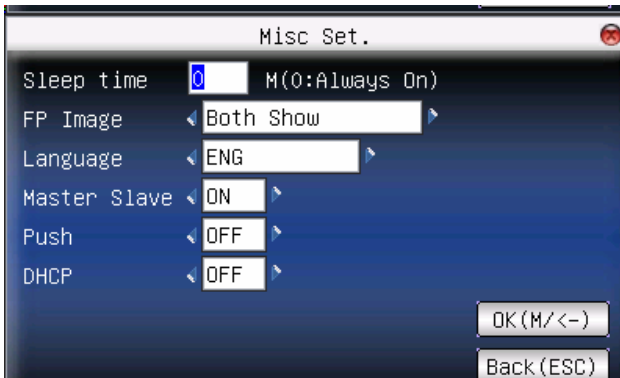 Misc Set.
Sleep time 0 M(0:Always On)
FP Image Both Show
Language ENG
Master Slave ON
Push OFF
DHCP OFF
OK(M/<-)
Back(ESC)